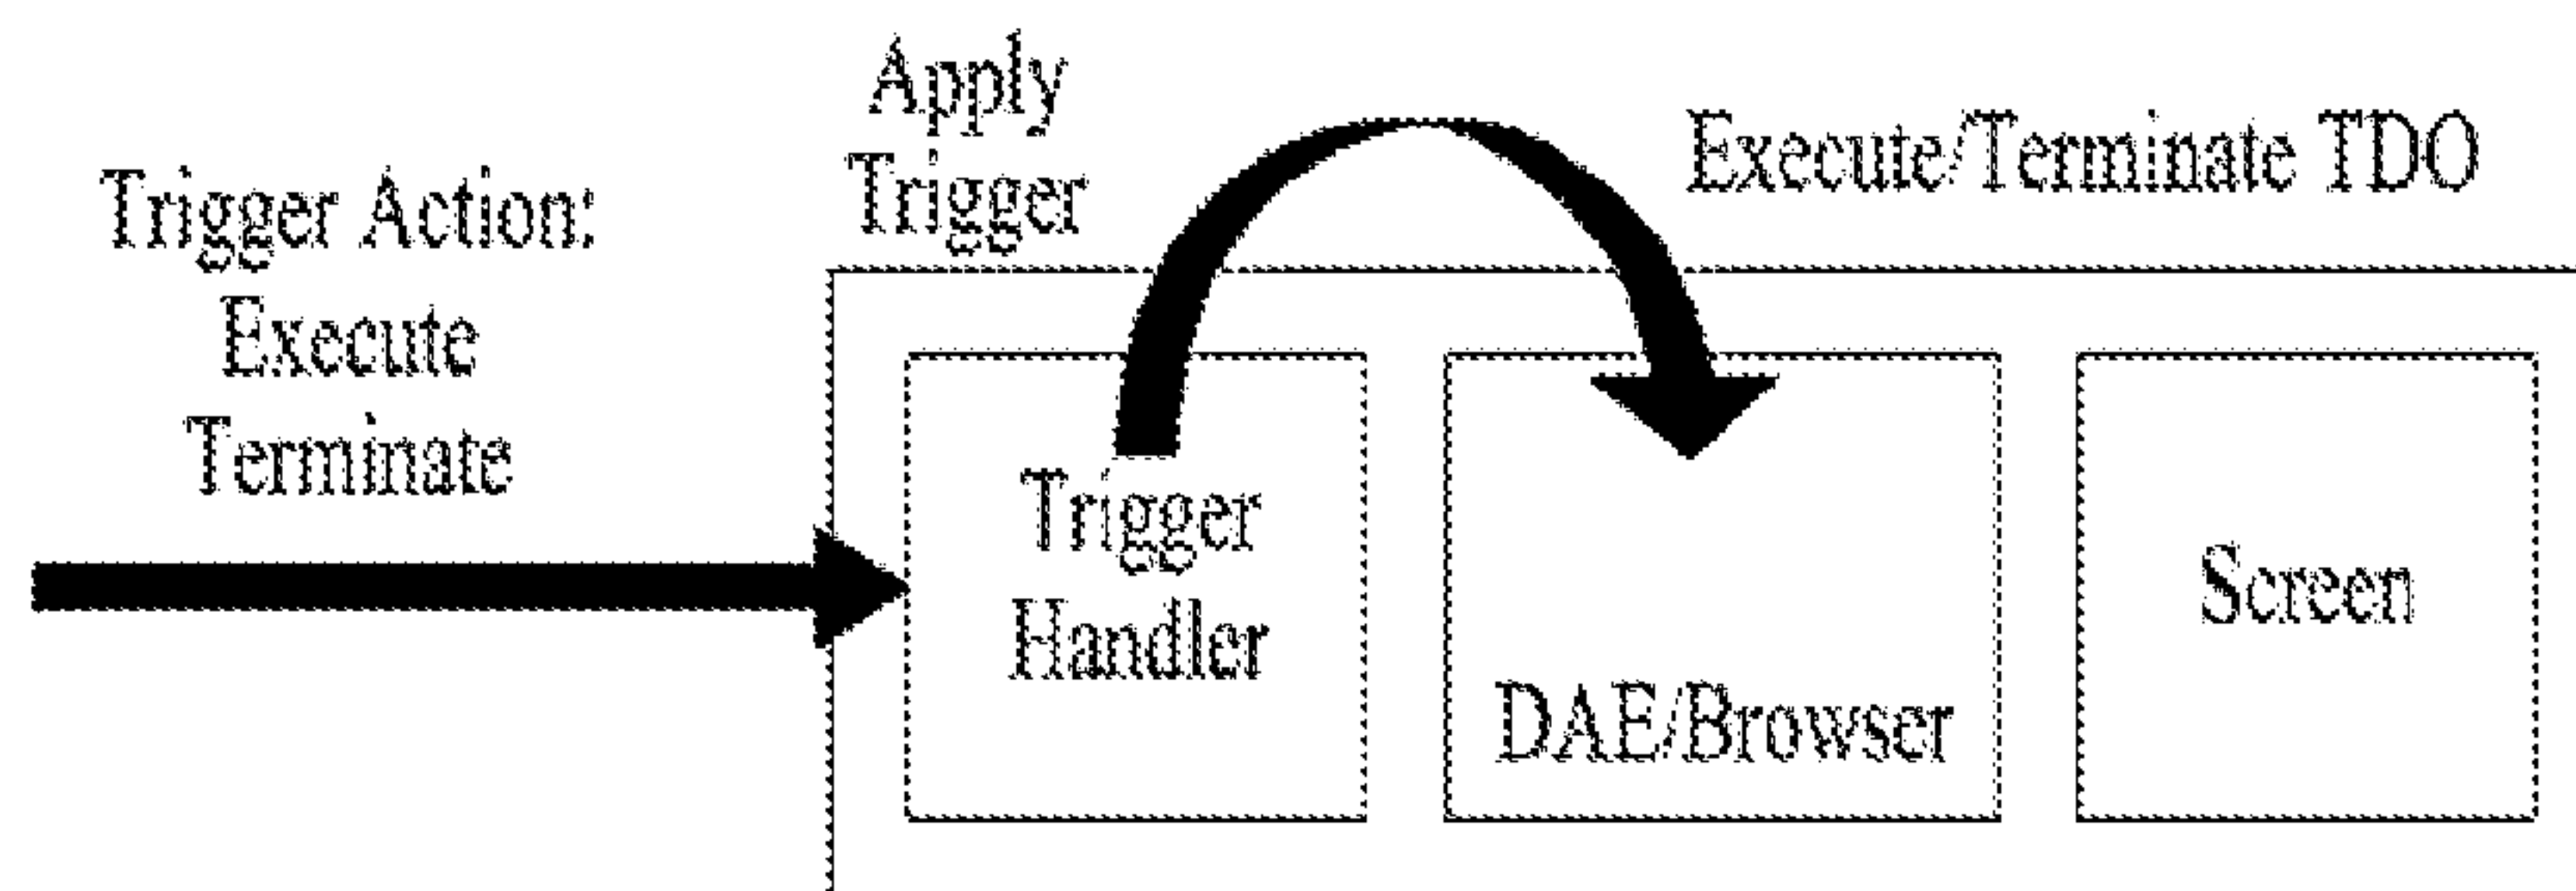 Trigger Action:
Execute
Terminate
Apply
Trigger
Execute/Terminate TDO
Trigger
Handler
DAE/Browser
Screen